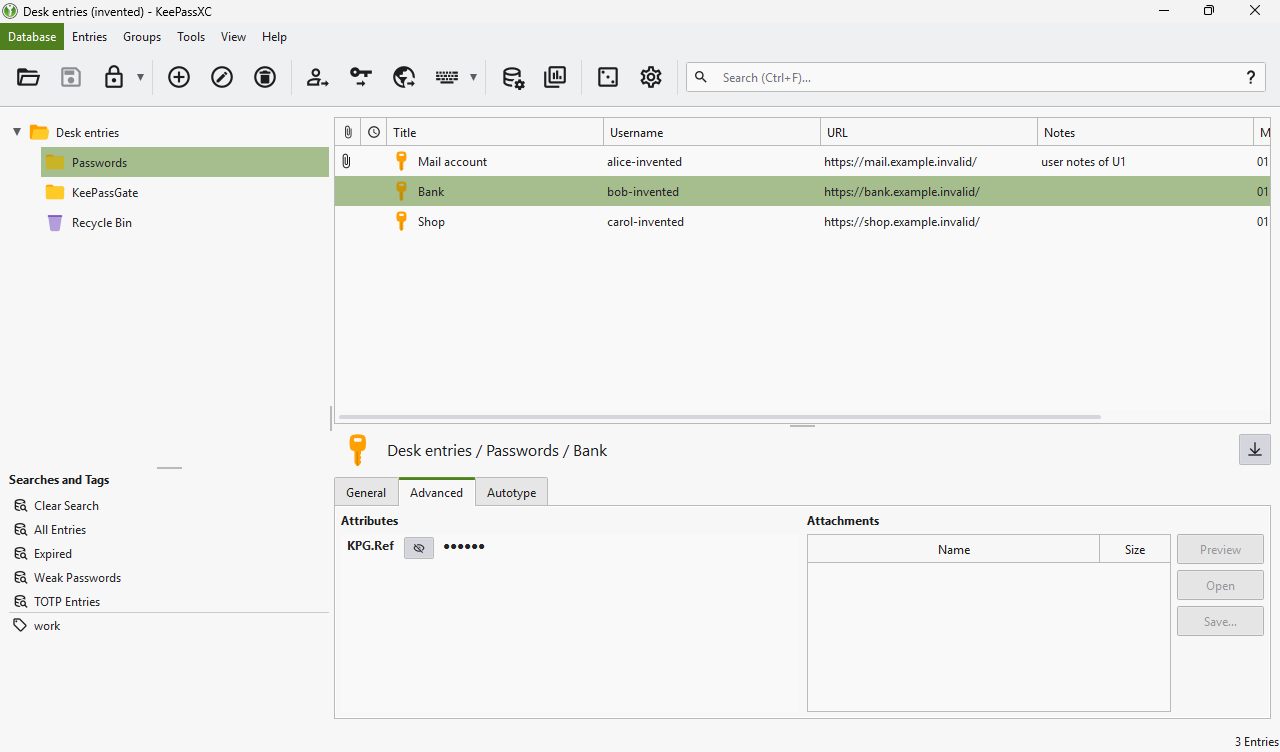 Desk entries (invented) - KeePassXC
Database Entries Groups Tools View Help
Search (Ctrl+F)... ?
Desk entries
Passwords
KeePassGate
Recycle Bin
Title Username URL Notes M
Mail account alice-invented https://mail.example.invalid/ user notes of U1 01
Bank bob-invented https://bank.example.invalid/ 01
Shop carol-invented https://shop.example.invalid/ 01
Desk entries / Passwords / Bank
Searches and Tags
Clear Search
All Entries
Expired
Weak Passwords
TOTP Entries
work
General Advanced Autotype
Attributes
KPG.Ref ●●●●●●
Attachments
Name Size
Preview
Open
Save...
3 Entries